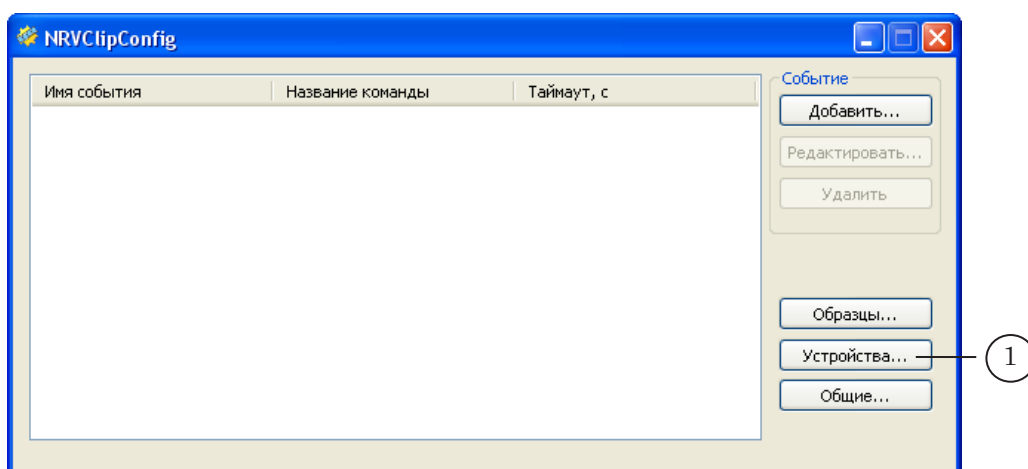 NRVClipConfig
Имя события Название команды Таймаут, с
Событие
Добавить...
Редактировать...
Удалить
Образцы...
Устройства... 1
Общие...